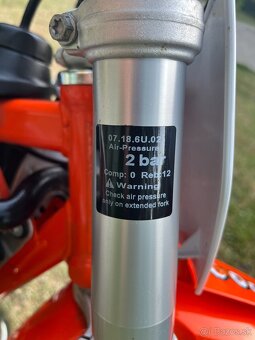 07.18.6U.02
Air-Pressure
2 bar
Comp: 0 Reb:12
⚠ Warning
Check air pressure
only on extended fork